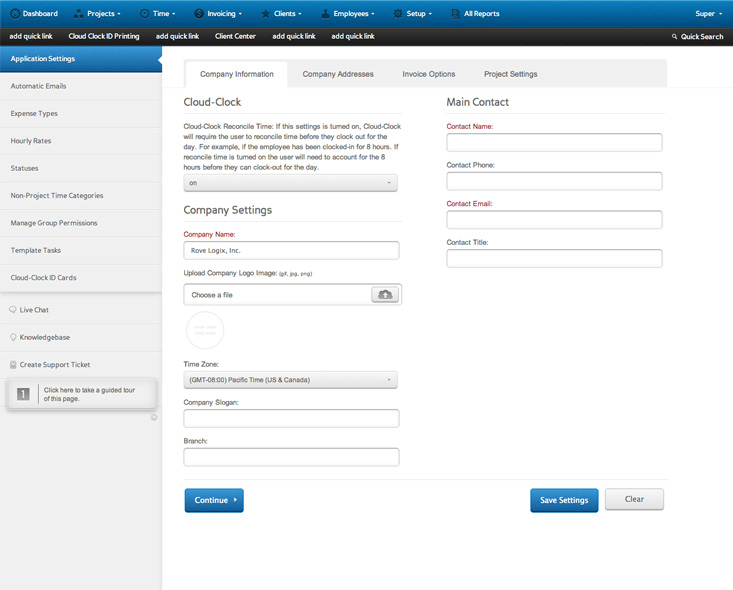 Dashboard Projects Time Invoicing Clients Employees Setup All Reports Super
add quick link Cloud Clock ID Printing add quick link Client Center add quick link add quick link Quick Search
Application Settings
Automatic Emails
Expense Types
Hourly Rates
Statuses
Non-Project Time Categories
Manage Group Permissions
Template Tasks
Cloud-Clock ID Cards
Live Chat
Knowledgebase
Create Support Ticket
1 Click here to take a guided tour
of this page.
Company Information Company Addresses Invoice Options Project Settings
Cloud-Clock
Cloud-Clock Reconcile Time: If this settings is turned on, Cloud-Clock
will require the user to reconcile time before they clock out for the
day. For example, if the employee has been clocked-in for 8 hours. If
reconcile time is turned on the user will need to account for the 8
hours before they can clock-out for the day.
on
Company Settings
Company Name:
Rove Logix, Inc.
Upload Company Logo Image: (gif, jpg, png)
Choose a file
Time Zone:
(GMT-08:00) Pacific Time (US & Canada)
Company Slogan:
Branch:
Main Contact
Contact Name:
Contact Phone:
Contact Email:
Contact Title:
Continue Save Settings Clear